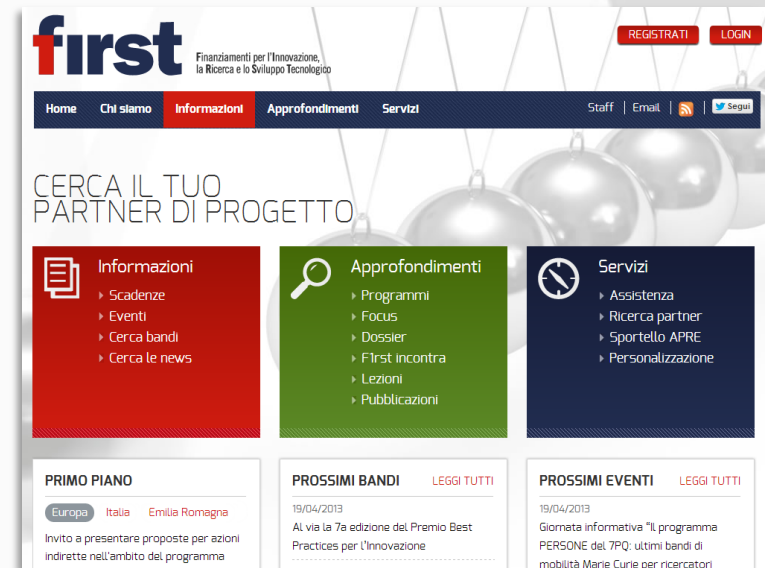 first
Finanziamenti per l'Innovazione,
la Ricerca e lo Sviluppo Tecnologico
REGISTRATI LOGIN
Home Chi siamo Informazioni Approfondimenti Servizi Staff | Email | | Segui
CERCA IL TUO
PARTNER DI PROGETTO
Informazioni
Scadenze
Eventi
Cerca bandi
Cerca le news
Approfondimenti
Programmi
Focus
Dossier
F1rst incontra
Lezioni
Pubblicazioni
Servizi
Assistenza
Ricerca partner
Sportello APRE
Personalizzazione
PRIMO PIANO
Europa Italia Emilia Romagna
Invito a presentare proposte per azioni
indirette nell'ambito del programma
PROSSIMI BANDI LEGGI TUTTI
19/04/2013
Al via la 7a edizione del Premio Best
Practices per l'Innovazione
PROSSIMI EVENTI LEGGI TUTTI
19/04/2013
Giornata informativa "Il programma
PERSONE del 7PQ: ultimi bandi di
mobilità Marie Curie per ricercatori